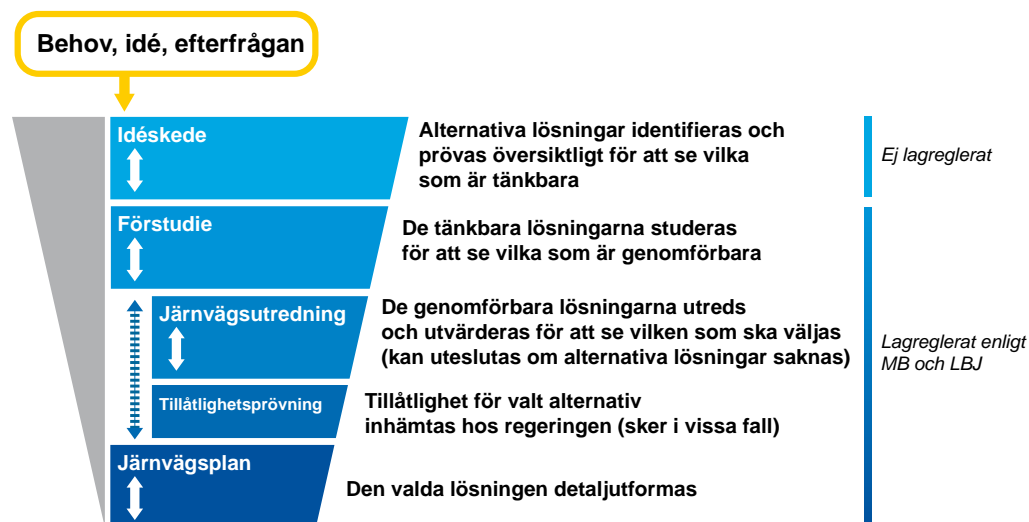 Behov, idé, efterfrågan
Idéskede
Alternativa lösningar identifieras och
prövas översiktligt för att se vilka
som är tänkbara
Ej lagreglerat
Förstudie
De tänkbara lösningarna studeras
för att se vilka som är genomförbara
Järnvägsutredning
De genomförbara lösningarna utreds
och utvärderas för att se vilken som ska väljas
(kan uteslutas om alternativa lösningar saknas)
Lagreglerat enligt
MB och LBJ
Tillåtlighetsprövning
Tillåtlighet för valt alternativ
inhämtas hos regeringen (sker i vissa fall)
Järnvägsplan
Den valda lösningen detaljutformas